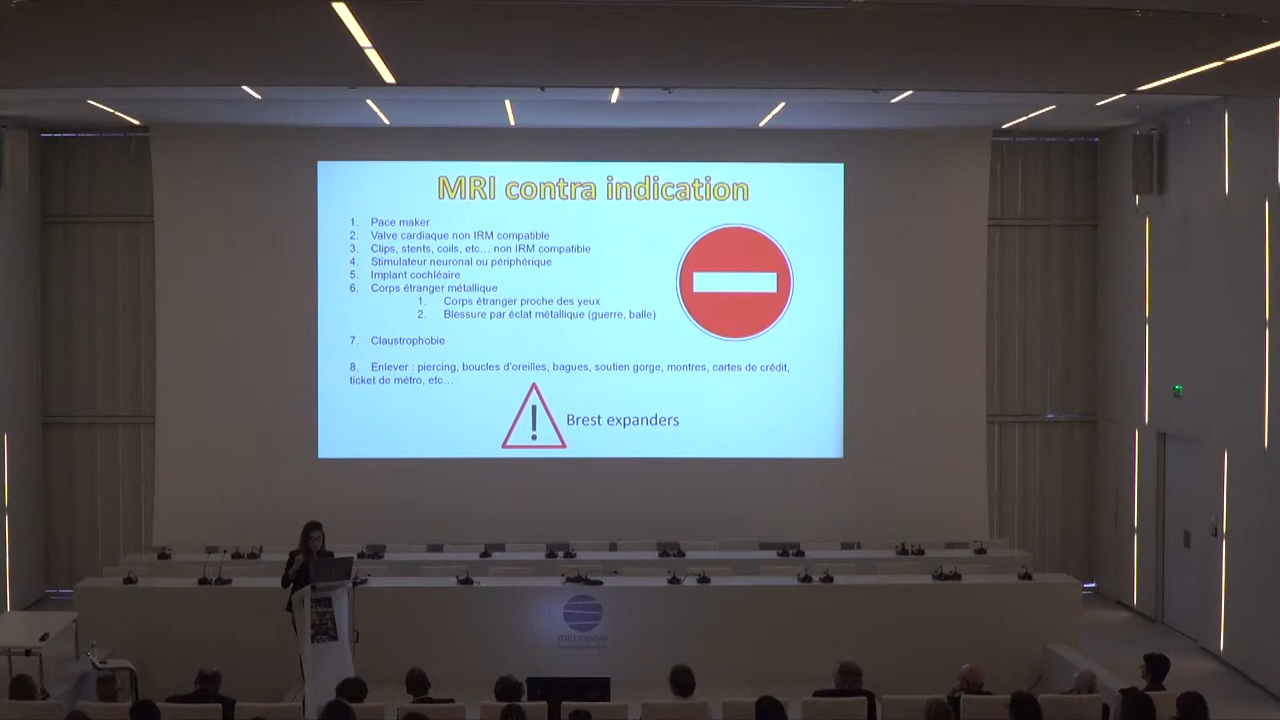 MRI contra indication
1. Pace maker
2. Valve cardiaque non IRM compatible
3. Clips, stents, coils, etc… non IRM compatible
4. Stimulateur neuronal ou périphérique
5. Implant cochléaire
6. Corps étranger métallique
1. Corps étranger proche des yeux
2. Blessure par éclat métallique (guerre, balle)
7. Claustrophobie
8. Enlever : piercing, boucles d'oreilles, bagues, soutien gorge, montres, cartes de crédit,
ticket de métro, etc…
! Brest expanders
métropole